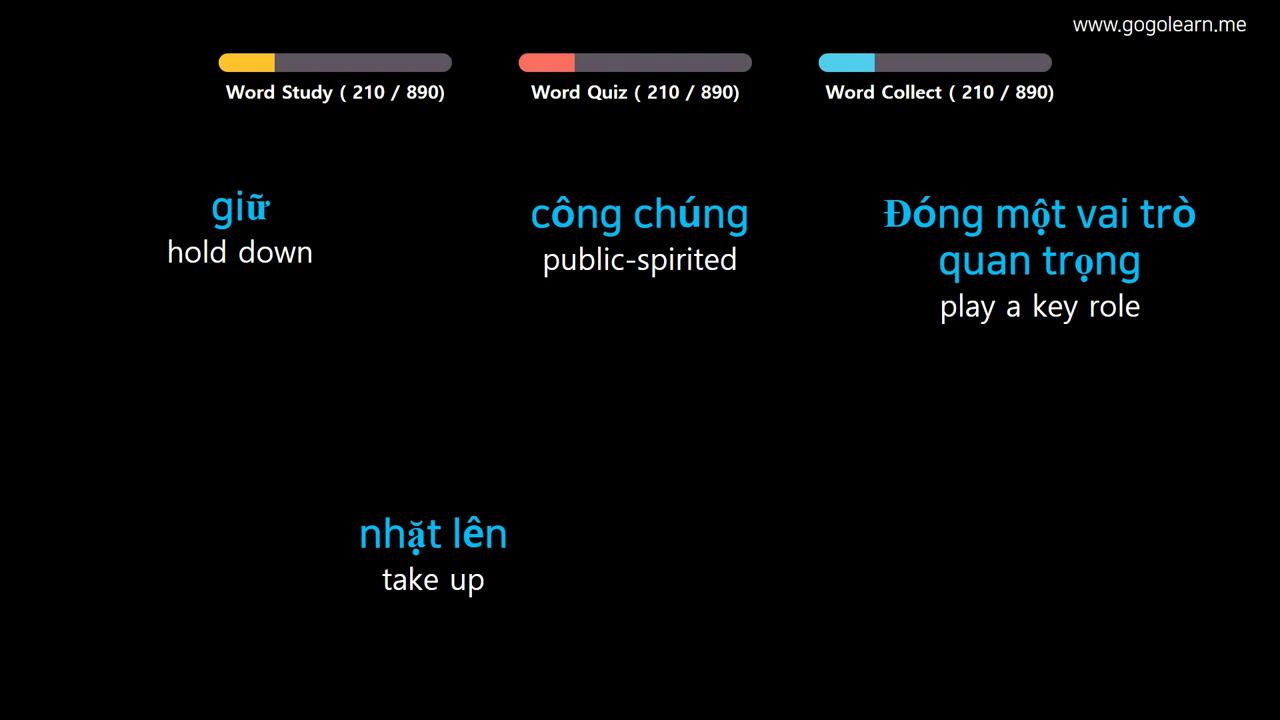 www.gogolearn.me
Word Study ( 210 / 890)
Word Quiz ( 210 / 890)
Word Collect ( 210 / 890)
giữ
hold down
công chúng
public-spirited
Đóng một vai trò
quan trọng
play a key role
nhặt lên
take up